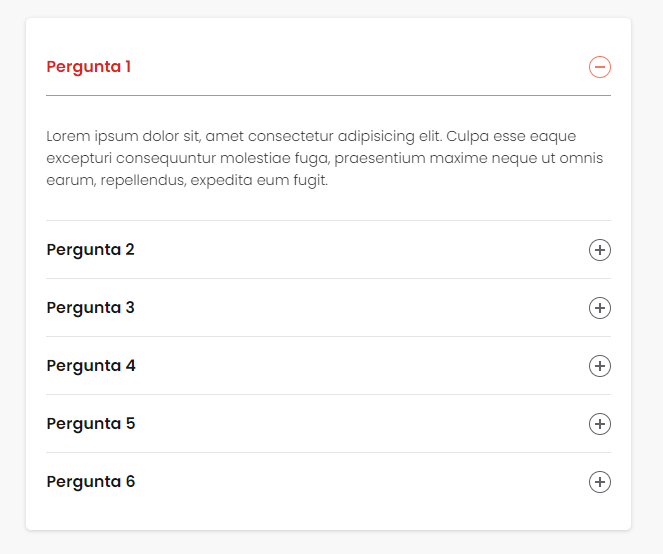 Pergunta 1
Lorem ipsum dolor sit, amet consectetur adipisicing elit. Culpa esse eaque
excepturi consequuntur molestiae fuga, praesentium maxime neque ut omnis
earum, repellendus, expedita eum fugit.
Pergunta 2
Pergunta 3
Pergunta 4
Pergunta 5
Pergunta 6